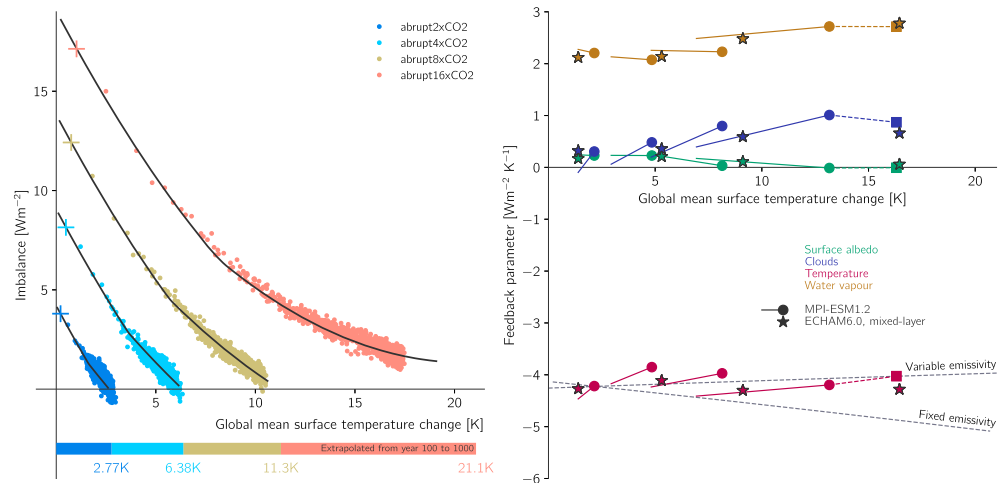 abrupt2xCO2
abrupt4xCO2
abrupt8xCO2
abrupt16xCO2
15
10
5
Imbalance [Wm−2]
5
10
15
20
Global mean surface temperature change [K]
Extrapolated from year 100 to 1000
2.77K
6.38K
11.3K
21.1K
3
2
1
0
−1
−2
−3
−4
−5
−6
Feedback parameter [Wm−2 K−1]
5
10
15
20
Global mean surface temperature change [K]
Surface albedo
Clouds
Temperature
Water vapour
MPI-ESM1.2
ECHAM6.0, mixed-layer
Variable emissivity
Fixed emissivity